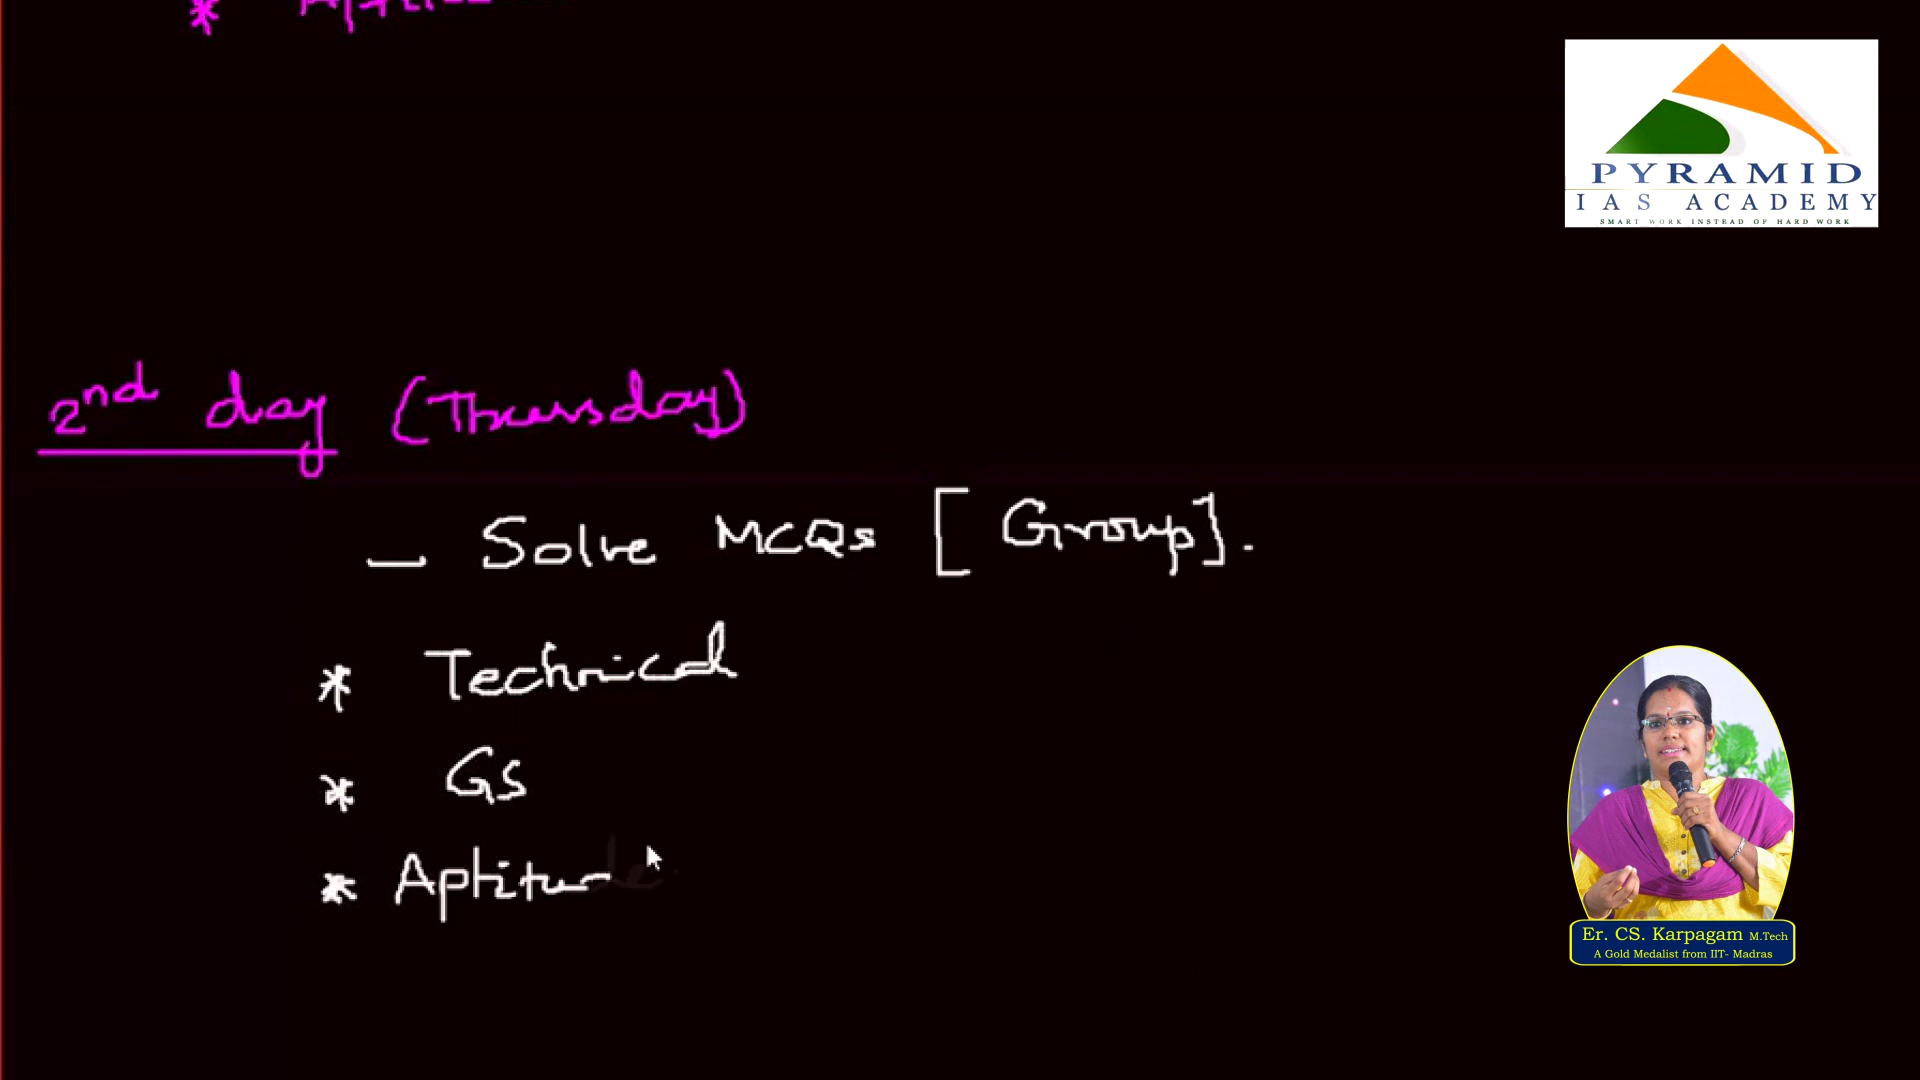 *
2nd day (Thursday)
- Solve MCQs [Group].
* Technical
* GS
* Aptitude.
PYRAMID
IAS ACADEMY
SMART WORK INSTEAD OF HARD WORK
Er. CS. Karpagam M.Tech
A Gold Medalist from IIT- Madras